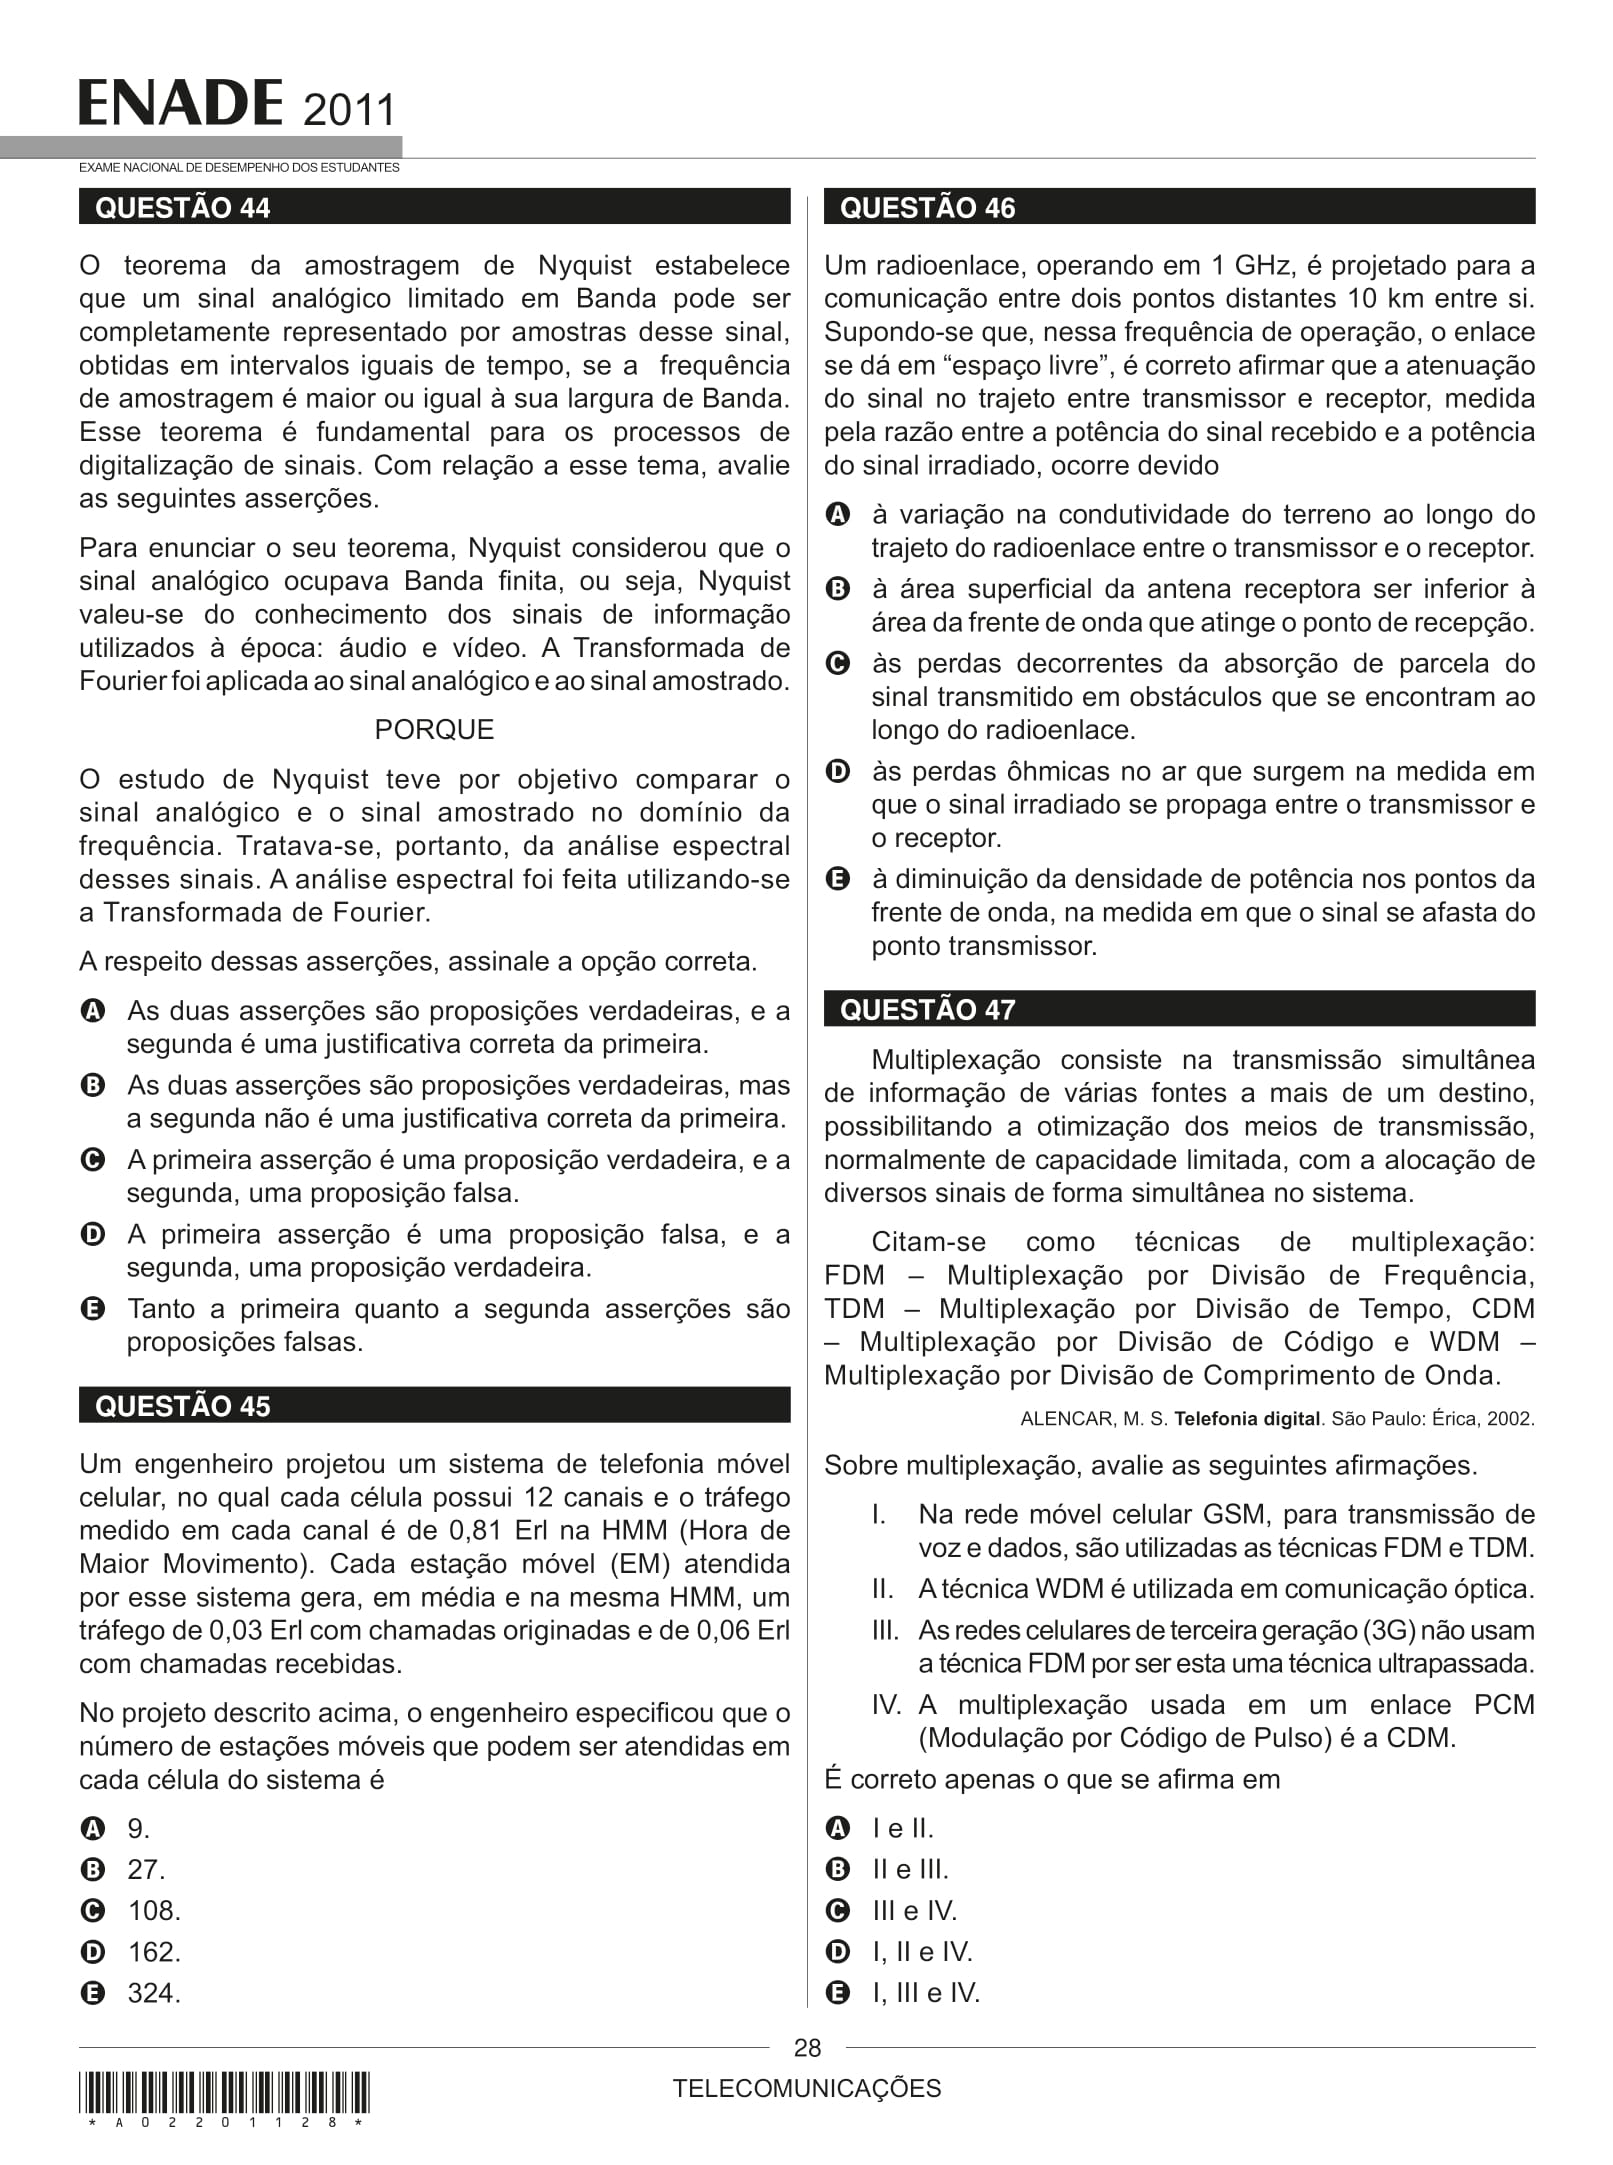 ENADE 2011
EXAME NACIONAL DE DESEMPENHO DOS ESTUDANTES
QUESTÃO 44
O teorema da amostragem de Nyquist estabelece
que um sinal analógico limitado em Banda pode ser
completamente representado por amostras desse sinal,
obtidas em intervalos iguais de tempo, se a frequência
de amostragem é maior ou igual à sua largura de Banda.
Esse teorema é fundamental para os processos de
digitalização de sinais. Com relação a esse tema, avalie
as seguintes asserções.
Para enunciar o seu teorema, Nyquist considerou que o
sinal analógico ocupava Banda finita, ou seja, Nyquist
valeu-se do conhecimento dos sinais de informação
utilizados à época: áudio e vídeo. A Transformada de
Fourier foi aplicada ao sinal analógico e ao sinal amostrado.
PORQUE
O estudo de Nyquist teve por objetivo comparar o
sinal analógico e o sinal amostrado no domínio da
frequência. Tratava-se, portanto, da análise espectral
desses sinais. A análise espectral foi feita utilizando-se
a Transformada de Fourier.
A respeito dessas asserções, assinale a opção correta.
A As duas asserções são proposições verdadeiras, e a
segunda é uma justificativa correta da primeira.
B As duas asserções são proposições verdadeiras, mas
a segunda não é uma justificativa correta da primeira.
C A primeira asserção é uma proposição verdadeira, e a
segunda, uma proposição falsa.
D A primeira asserção é uma proposição falsa, e a
segunda, uma proposição verdadeira.
E Tanto a primeira quanto a segunda asserções são
proposições falsas.
QUESTÃO 45
Um engenheiro projetou um sistema de telefonia móvel
celular, no qual cada célula possui 12 canais e o tráfego
medido em cada canal é de 0,81 Erl na HMM (Hora de
Maior Movimento). Cada estação móvel (EM) atendida
por esse sistema gera, em média e na mesma HMM, um
tráfego de 0,03 Erl com chamadas originadas e de 0,06 Erl
com chamadas recebidas.
No projeto descrito acima, o engenheiro especificou que o
número de estações móveis que podem ser atendidas em
cada célula do sistema é
A 9.
B 27.
C 108.
D 162.
E 324.
QUESTÃO 46
Um radioenlace, operando em 1 GHz, é projetado para a
comunicação entre dois pontos distantes 10 km entre si.
Supondo-se que, nessa frequência de operação, o enlace
se dá em “espaço livre”, é correto afirmar que a atenuação
do sinal no trajeto entre transmissor e receptor, medida
pela razão entre a potência do sinal recebido e a potência
do sinal irradiado, ocorre devido
A à variação na condutividade do terreno ao longo do
trajeto do radioenlace entre o transmissor e o receptor.
B à área superficial da antena receptora ser inferior à
área da frente de onda que atinge o ponto de recepção.
C às perdas decorrentes da absorção de parcela do
sinal transmitido em obstáculos que se encontram ao
longo do radioenlace.
D às perdas ôhmicas no ar que surgem na medida em
que o sinal irradiado se propaga entre o transmissor e
o receptor.
E à diminuição da densidade de potência nos pontos da
frente de onda, na medida em que o sinal se afasta do
ponto transmissor.
QUESTÃO 47
Multiplexação consiste na transmissão simultânea
de informação de várias fontes a mais de um destino,
possibilitando a otimização dos meios de transmissão,
normalmente de capacidade limitada, com a alocação de
diversos sinais de forma simultânea no sistema.
Citam-se como técnicas de multiplexação:
FDM – Multiplexação por Divisão de Frequência,
TDM – Multiplexação por Divisão de Tempo, CDM
– Multiplexação por Divisão de Código e WDM –
Multiplexação por Divisão de Comprimento de Onda.
ALENCAR, M. S. Telefonia digital. São Paulo: Érica, 2002.
Sobre multiplexação, avalie as seguintes afirmações.
I. Na rede móvel celular GSM, para transmissão de
voz e dados, são utilizadas as técnicas FDM e TDM.
II. A técnica WDM é utilizada em comunicação óptica.
III. As redes celulares de terceira geração (3G) não usam
a técnica FDM por ser esta uma técnica ultrapassada.
IV. A multiplexação usada em um enlace PCM
(Modulação por Código de Pulso) é a CDM.
É correto apenas o que se afirma em
A I e II.
B II e III.
C III e IV.
D I, II e IV.
E I, III e IV.
28
TELECOMUNICAÇÕES
* A 0 2 2 0 1 1 2 8 *